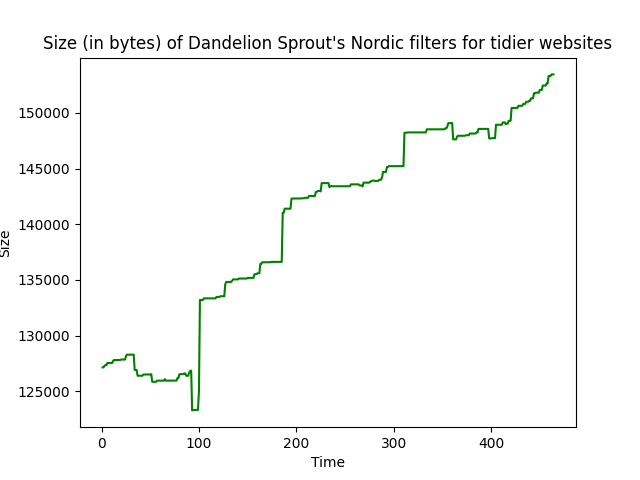 Size (in bytes) of Dandelion Sprout's Nordic filters for tidier websites
150000
145000
140000
135000
130000
125000
Size
0 100 200 300 400
Time